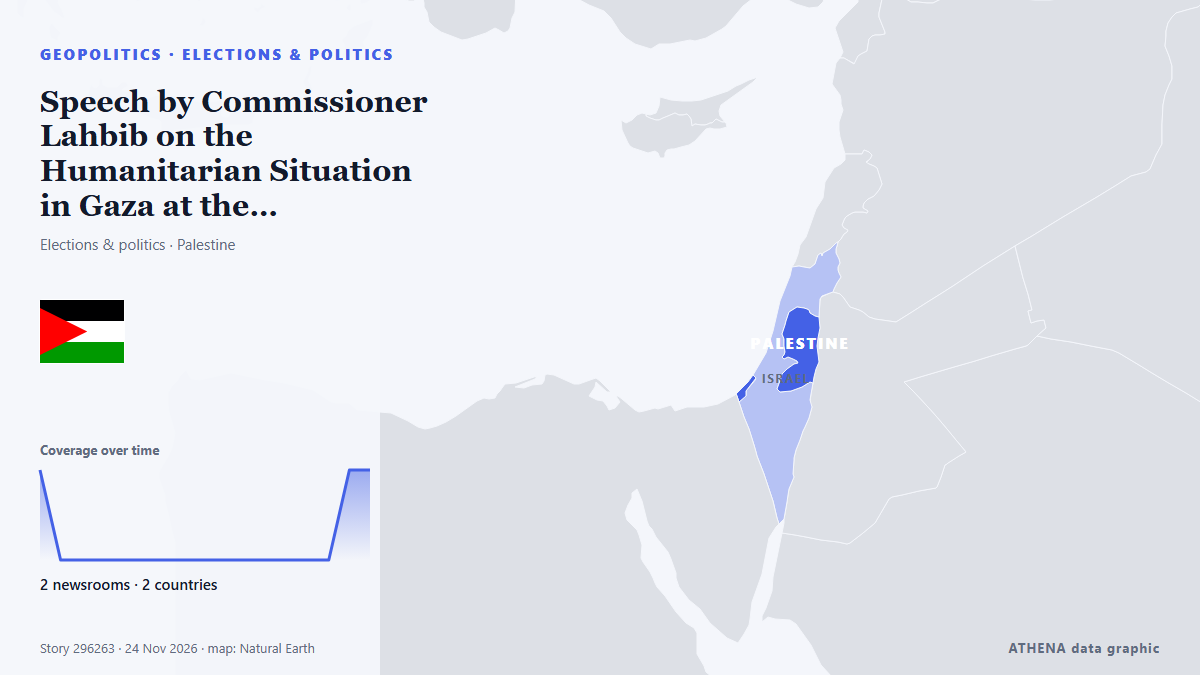 GEOPOLITICS · ELECTIONS & POLITICS
Speech by Commissioner
Lahbib on the
Humanitarian Situation
in Gaza at the...
Elections & politics · Palestine
PALESTINE
ISRAEL
Coverage over time
2 newsrooms · 2 countries
Story 296263 · 24 Nov 2026 · map: Natural Earth
ATHENA data graphic